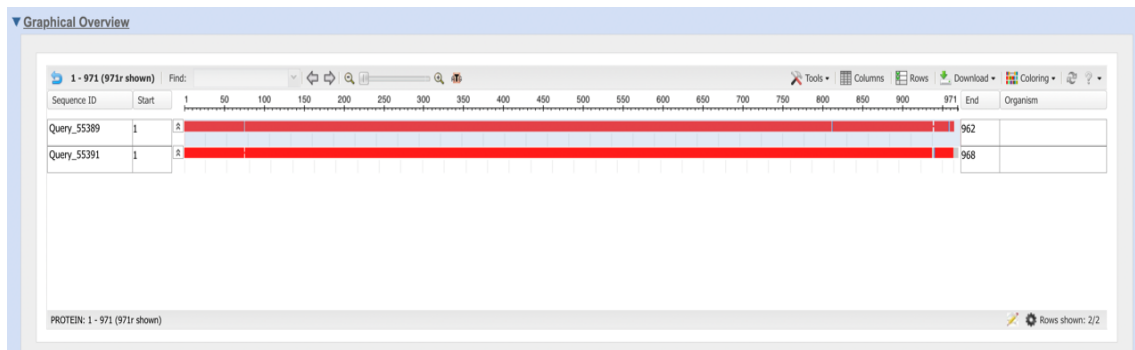 Graphical Overview
1 - 971 (971r shown) Find: Tools Columns Rows Download Coloring ?
Sequence ID Start 1 50 100 150 200 250 300 350 400 450 500 550 600 650 700 750 800 850 900 971 End Organism
Query_55389 1 962
Query_55391 1 968
PROTEIN: 1 - 971 (971r shown) Rows shown: 2/2